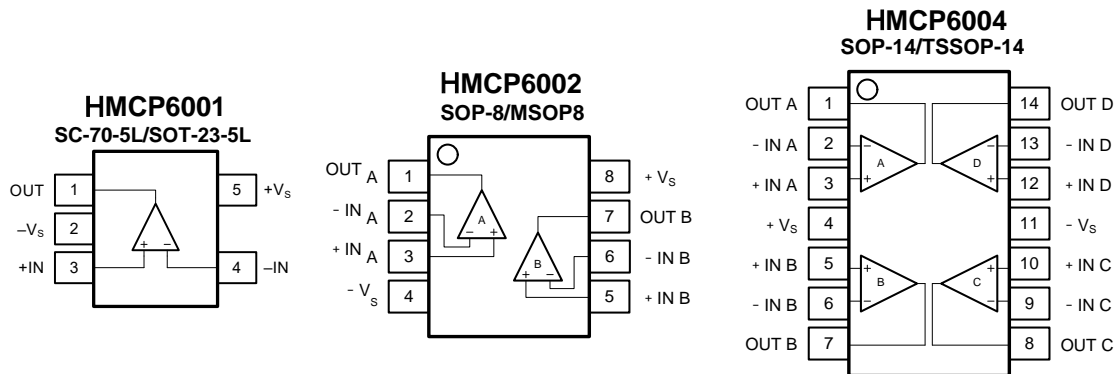 HMCP6001
SC-70-5L/SOT-23-5L
OUT 1
–VS 2
+IN 3
5 +VS
4 –IN
+ –
HMCP6002
SOP-8/MSOP8
OUT A 1
- IN A 2
+ IN A 3
- VS 4
8 + VS
7 OUT B
6 - IN B
5 + IN B
A
– +
B
+ –
HMCP6004
SOP-14/TSSOP-14
OUT A 1
- IN A 2
+ IN A 3
+ VS 4
+ IN B 5
- IN B 6
OUT B 7
14 OUT D
13 - IN D
12 + IN D
11 - VS
10 + IN C
9 - IN C
8 OUT C
– A +
– D +
+ B –
+ C –